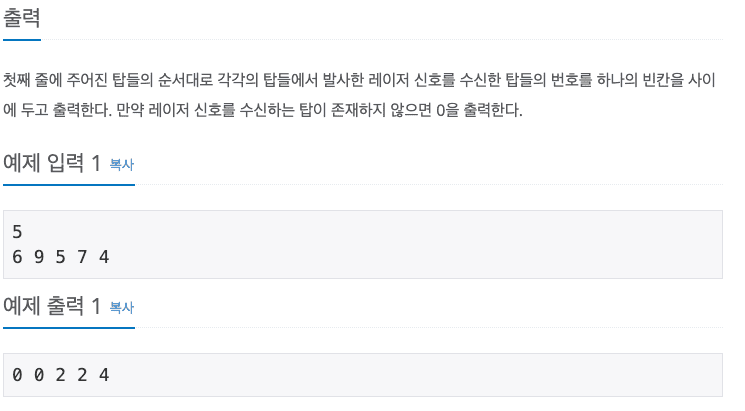 출력
첫째 줄에 주어진 탑들의 순서대로 각각의 탑들에서 발사한 레이저 신호를 수신한 탑들의 번호를 하나의 빈칸을 사이
에 두고 출력한다. 만약 레이저 신호를 수신하는 탑이 존재하지 않으면 0을 출력한다.
예제 입력 1 복사
5
6 9 5 7 4
예제 출력 1 복사
0 0 2 2 4